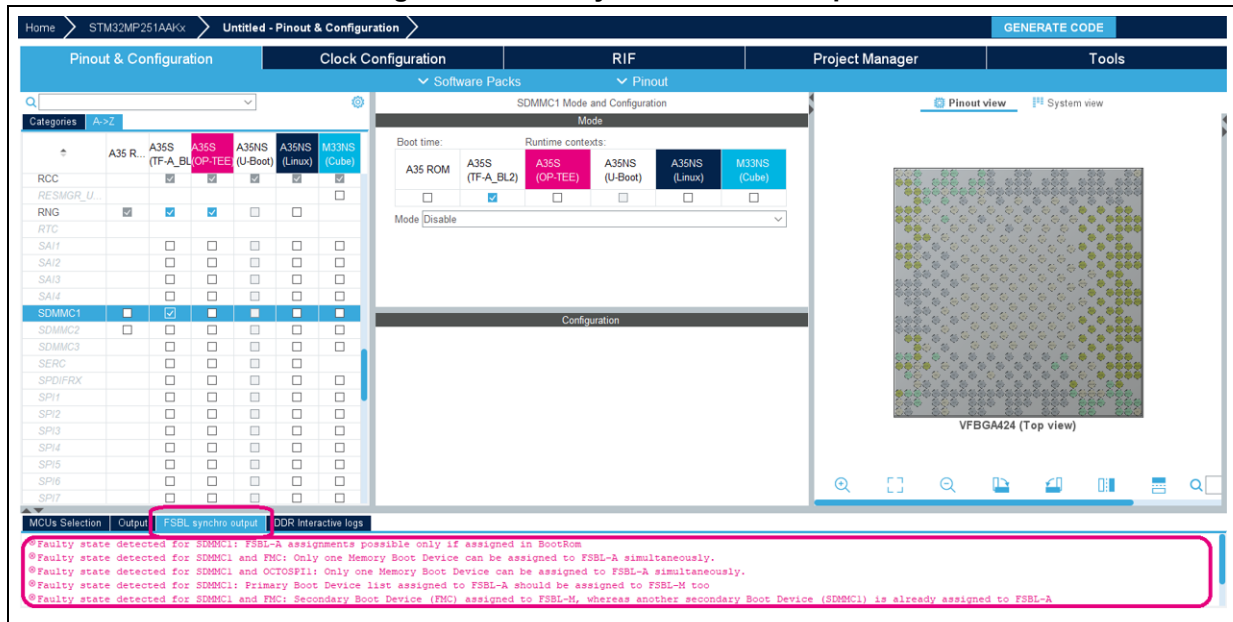 Home STM32MP251AAKx Untitled - Pinout & Configuration GENERATE CODE
Pinout & Configuration Clock Configuration RIF Project Manager Tools
Software Packs Pinout
SDMMC1 Mode and Configuration
Pinout view System view
Categories A->Z
Mode
A35 R... A35S (TF-A_BL A35S (OP-TEE) A35NS (U-Boot) A35NS (Linux) M33NS (Cube)
Boot time: Runtime contexts:
A35 ROM A35S (TF-A_BL2) A35S (OP-TEE) A35NS (U-Boot) A35NS (Linux) M33NS (Cube)
Mode Disable
RCC
RESMGR_U...
RNG
RTC
SAI1
SAI2
SAI3
SAI4
SDMMC1
SDMMC2
SDMMC3
SERC
SPDIFRX
SPI1
SPI2
SPI3
SPI4
SPI5
SPI6
SPI7
Configuration
VFBGA424 (Top view)
MCUs Selection Output FSBL synchro output DDR Interactive logs
Faulty state detected for SDMMC1: FSBL-A assignments possible only if assigned in BootRom
Faulty state detected for SDMMC1 and FMC: Only one Memory Boot Device can be assigned to FSBL-A simultaneously.
Faulty state detected for SDMMC1 and OCTOSPI1: Only one Memory Boot Device can be assigned to FSBL-A simultaneously.
Faulty state detected for SDMMC1: Primary Boot Device list assigned to FSBL-A should be assigned to FSBL-M too
Faulty state detected for SDMMC1 and FMC: Secondary Boot Device (FMC) assigned to FSBL-M, whereas another secondary Boot Device (SDMMC1) is already assigned to FSBL-A